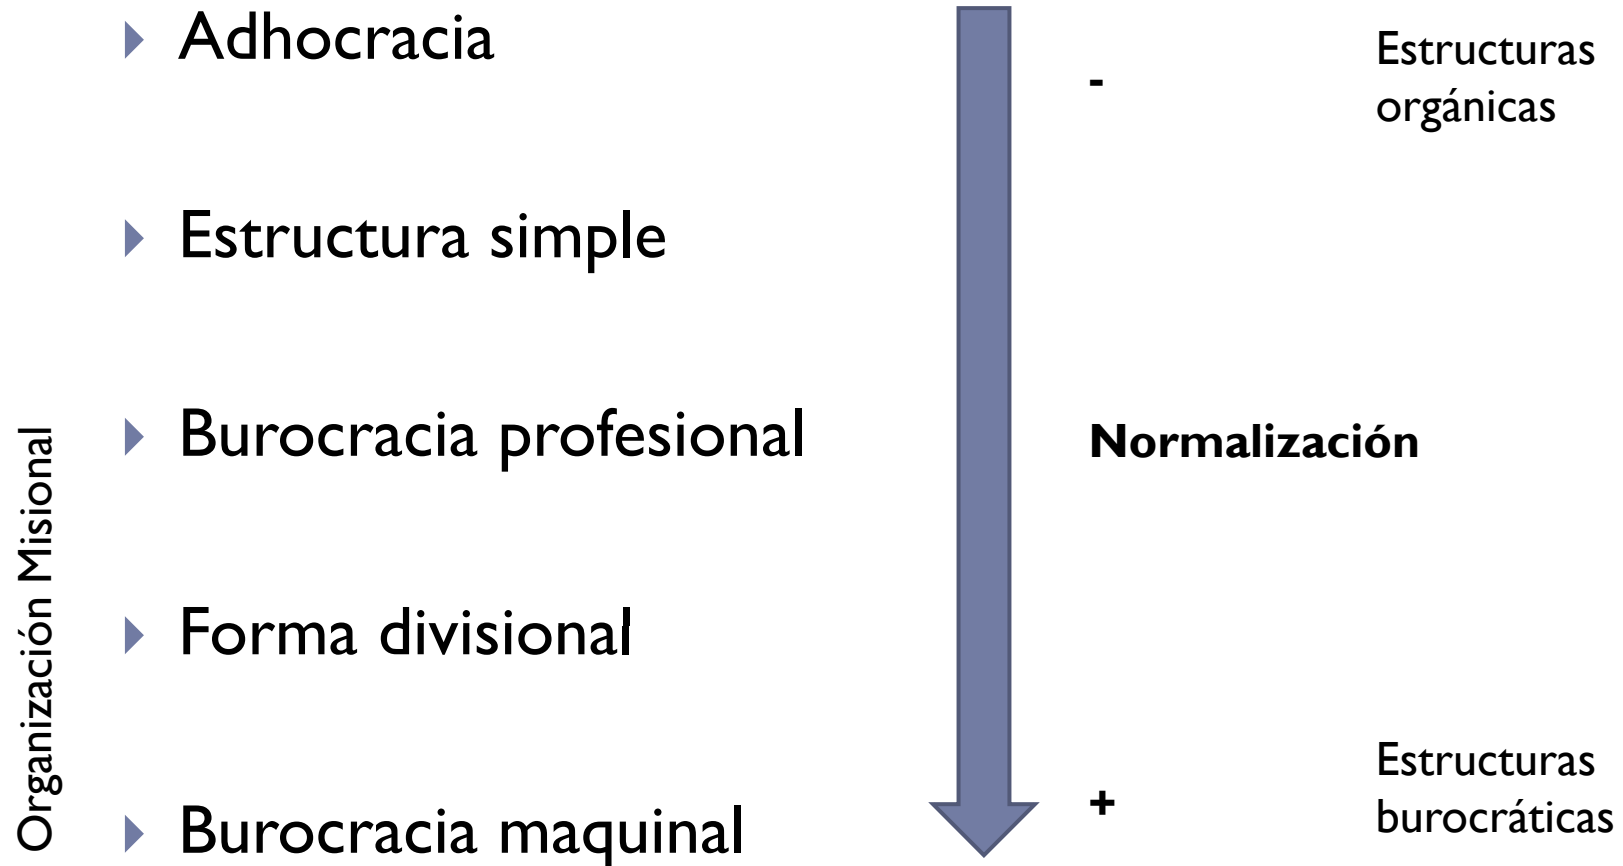 Adhocracia
Estructura simple
Burocracia profesional
Forma divisional
Burocracia maquinal
Organización Misional
-
Normalización
+
Estructuras
orgánicas
Estructuras
burocráticas